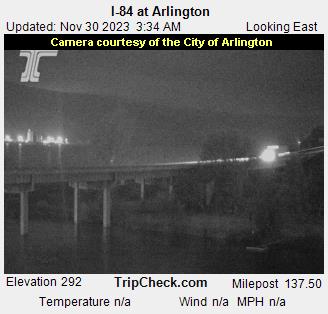 I-84 at Arlington
Updated: Nov 30 2023 3:34 AM Looking East
Camera courtesy of the City of Arlington
Elevation 292 TripCheck.com Milepost 137.50
Temperature n/a Wind n/a MPH n/a